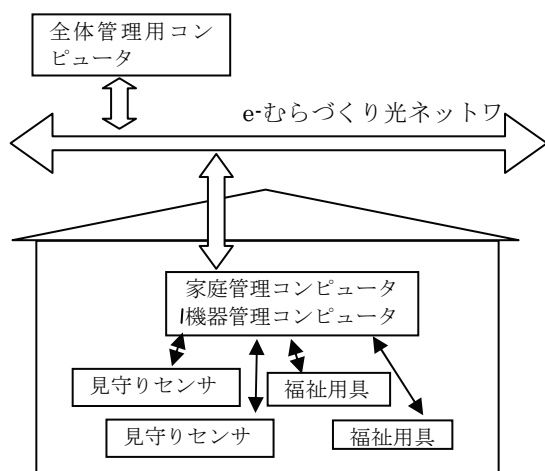 全体管理用コン
ピュータ
e-むらづくり光ネットワ
家庭管理コンピュータ
機器管理コンピュータ
見守りセンサ
福祉用具
見守りセンサ
福祉用具